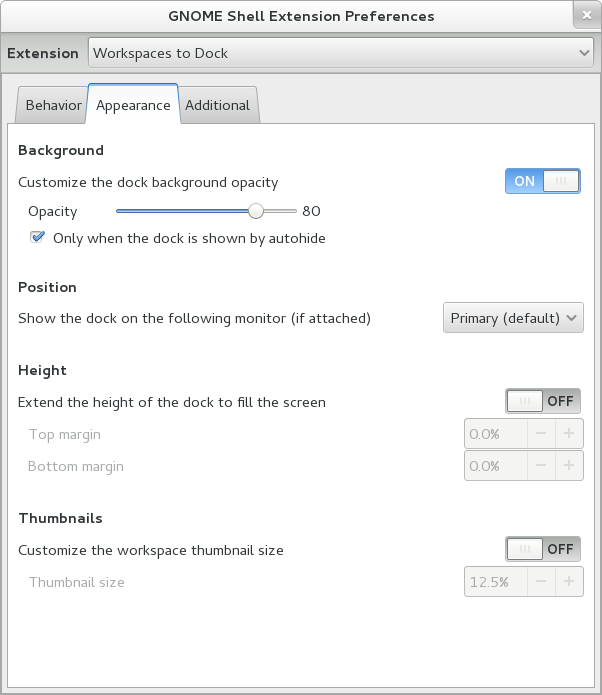 GNOME Shell Extension Preferences
Extension Workspaces to Dock
Behavior Appearance Additional
Background
Customize the dock background opacity ON
Opacity 80
Only when the dock is shown by autohide
Position
Show the dock on the following monitor (if attached) Primary (default)
Height
Extend the height of the dock to fill the screen OFF
Top margin 0.0% − +
Bottom margin 0.0% − +
Thumbnails
Customize the workspace thumbnail size OFF
Thumbnail size 12.5% − +